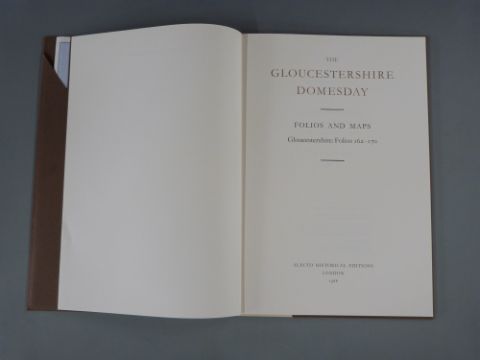 THE
GLOUCESTERSHIRE
DOMESDAY
FOLIOS AND MAPS
Gloucestershire: Folios 162-170
ALECTO HISTORICAL EDITIONS
LONDON